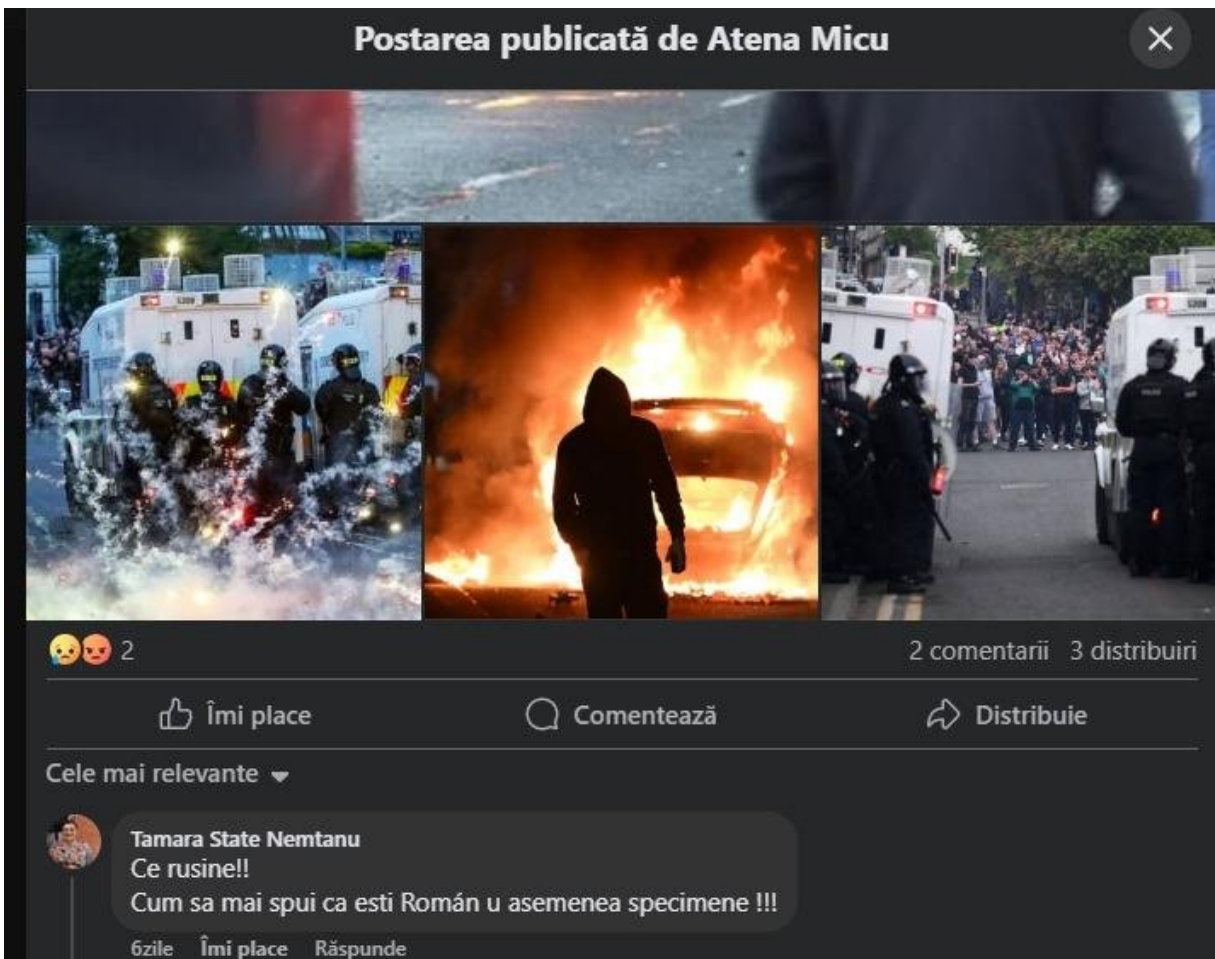 Postarea publicată de Atena Micu
2
2 comentarii 3 distribuiri
Îmi place
Comentează
Distribuie
Cele mai relevante
Tamara State Nemtanu
Ce rusine!!
Cum sa mai spui ca esti Román u asemenea specimene !!!
6zile Îmi place Răspunde